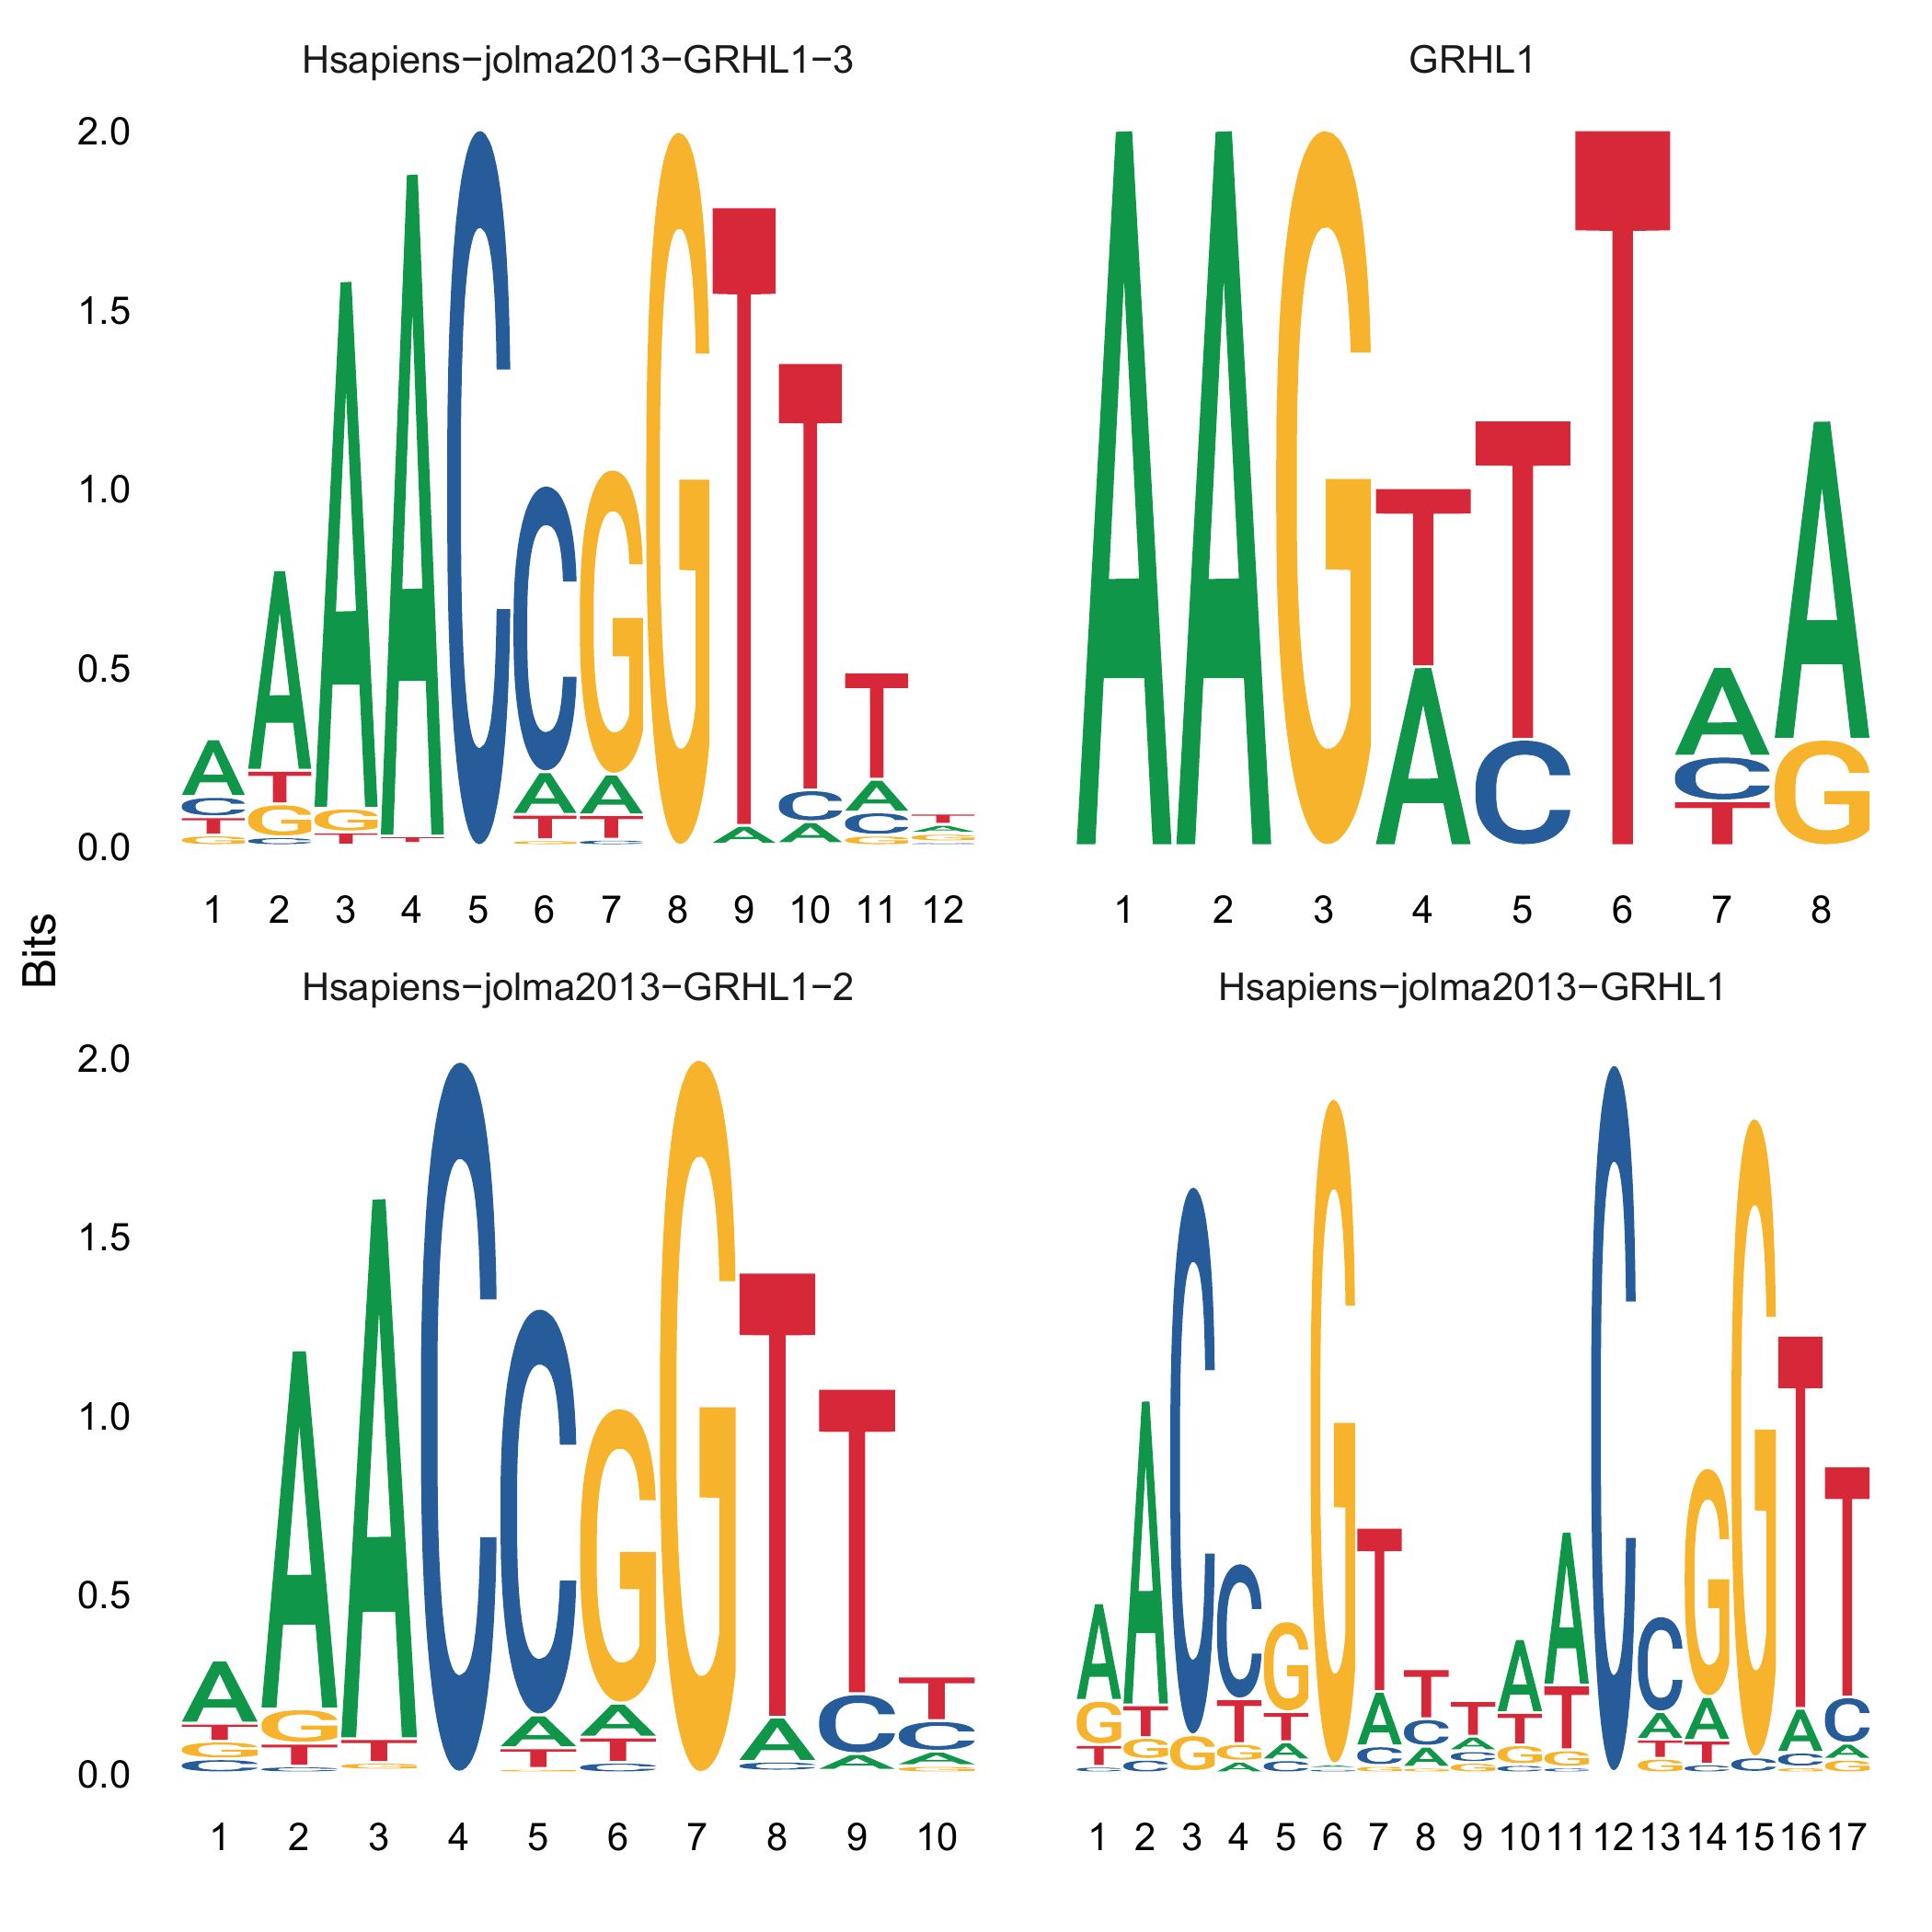 Hsapiens−jolma2013−GRHL1−3
GRHL1
2.0
1.5
1.0
0.5
0.0
A C T G
A T G C
A G T
A T
C
C A T G
G A T C
G
T A
T C A
T A C G
T A G C
A
A
G
T A
T C
T
A C T
A G
1 2 3 4 5 6 7 8 9 10 11 12
1 2 3 4 5 6 7 8
Bits
Hsapiens−jolma2013−GRHL1−2
Hsapiens−jolma2013−GRHL1
2.0
1.5
1.0
0.5
0.0
A T G C
A G T C
A T G
C
C A T G
G A T C
G
T A C
T C A
T C A G
A G T C
A T G C
C G
C T G A
G T A C
G A C
T A C G
T C A G
T A C G
A T G C
A T G C
C
C A T G
G A T C
G C
T A C G
T C A G
1 2 3 4 5 6 7 8 9 10
1 2 3 4 5 6 7 8 9 10 11 12 13 14 15 16 17